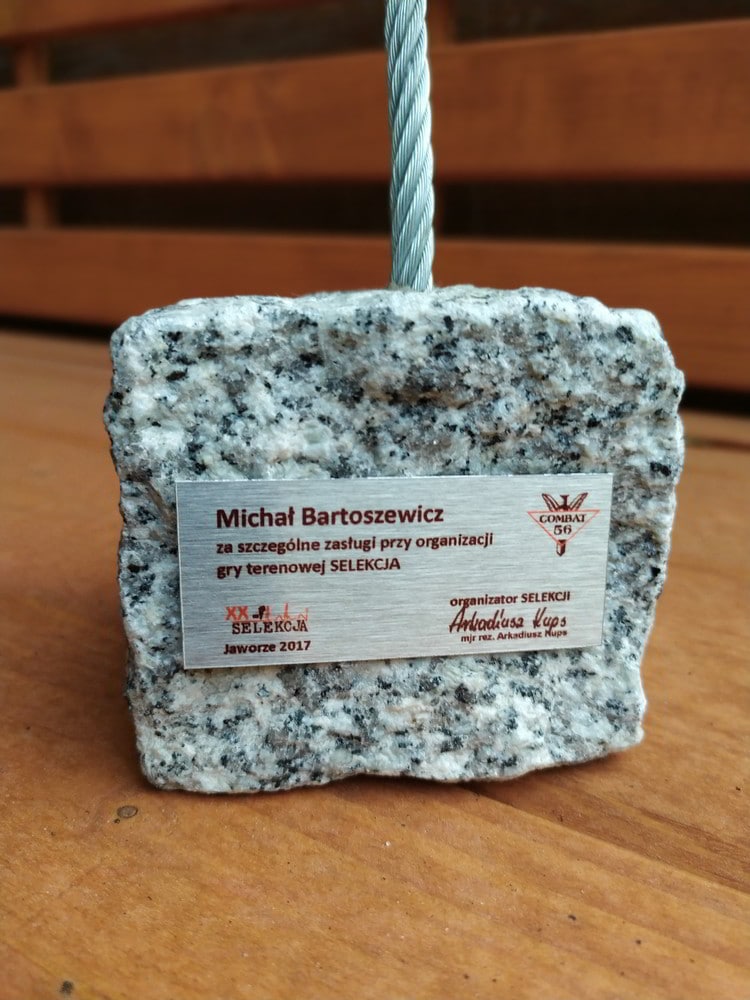 Michał Bartoszewicz
za szczególne zasługi przy organizacji
gry terenowej SELEKCJA
COMBAT
56
XX
SELEKCJA
Jaworze 2017
organizator SELEKCJI
Arkadiusz Kups
mjr rez. Arkadiusz Kups